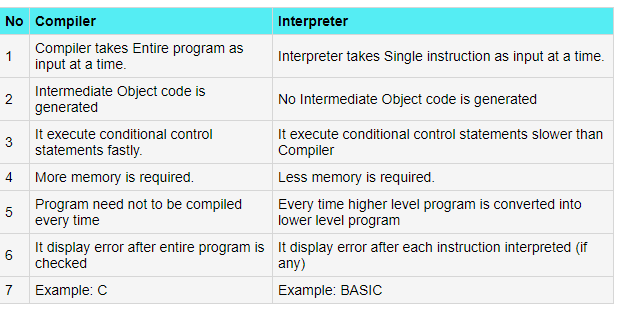 No Compiler Interpreter
1 Compiler takes Entire program as
input at a time. Interpreter takes Single instruction as input at a time.
2 Intermediate Object code is
generated No Intermediate Object code is generated
3 It execute conditional control
statements fastly. It execute conditional control statements slower than
Compiler
4 More memory is required. Less memory is required.
5 Program need not to be compiled
every time Every time higher level program is converted into
lower level program
6 It display error after entire program is
checked It display error after each instruction interpreted (if
any)
7 Example: C Example: BASIC